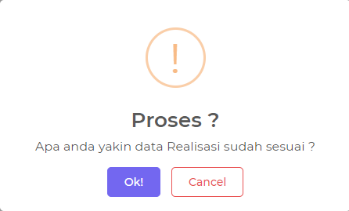 !
Proses ?
Apa anda yakin data Realisasi sudah sesuai ?
Ok! Cancel